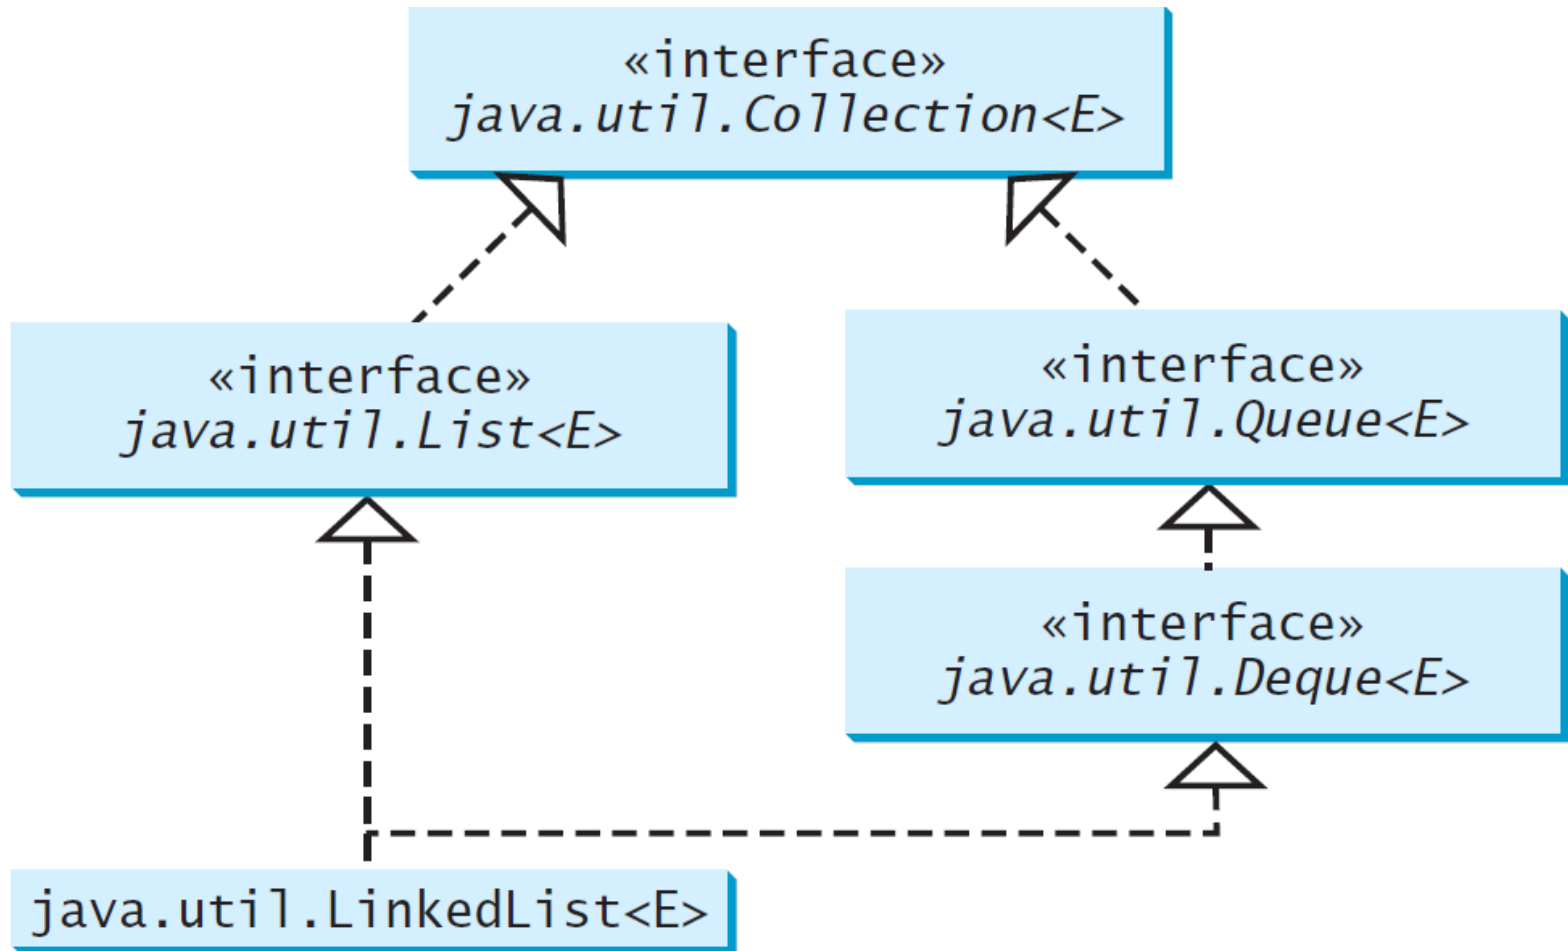 «interface»
java.util.Collection<E>
«interface»
java.util.List<E>
«interface»
java.util.Queue<E>
«interface»
java.util.Deque<E>
java.util.LinkedList<E>